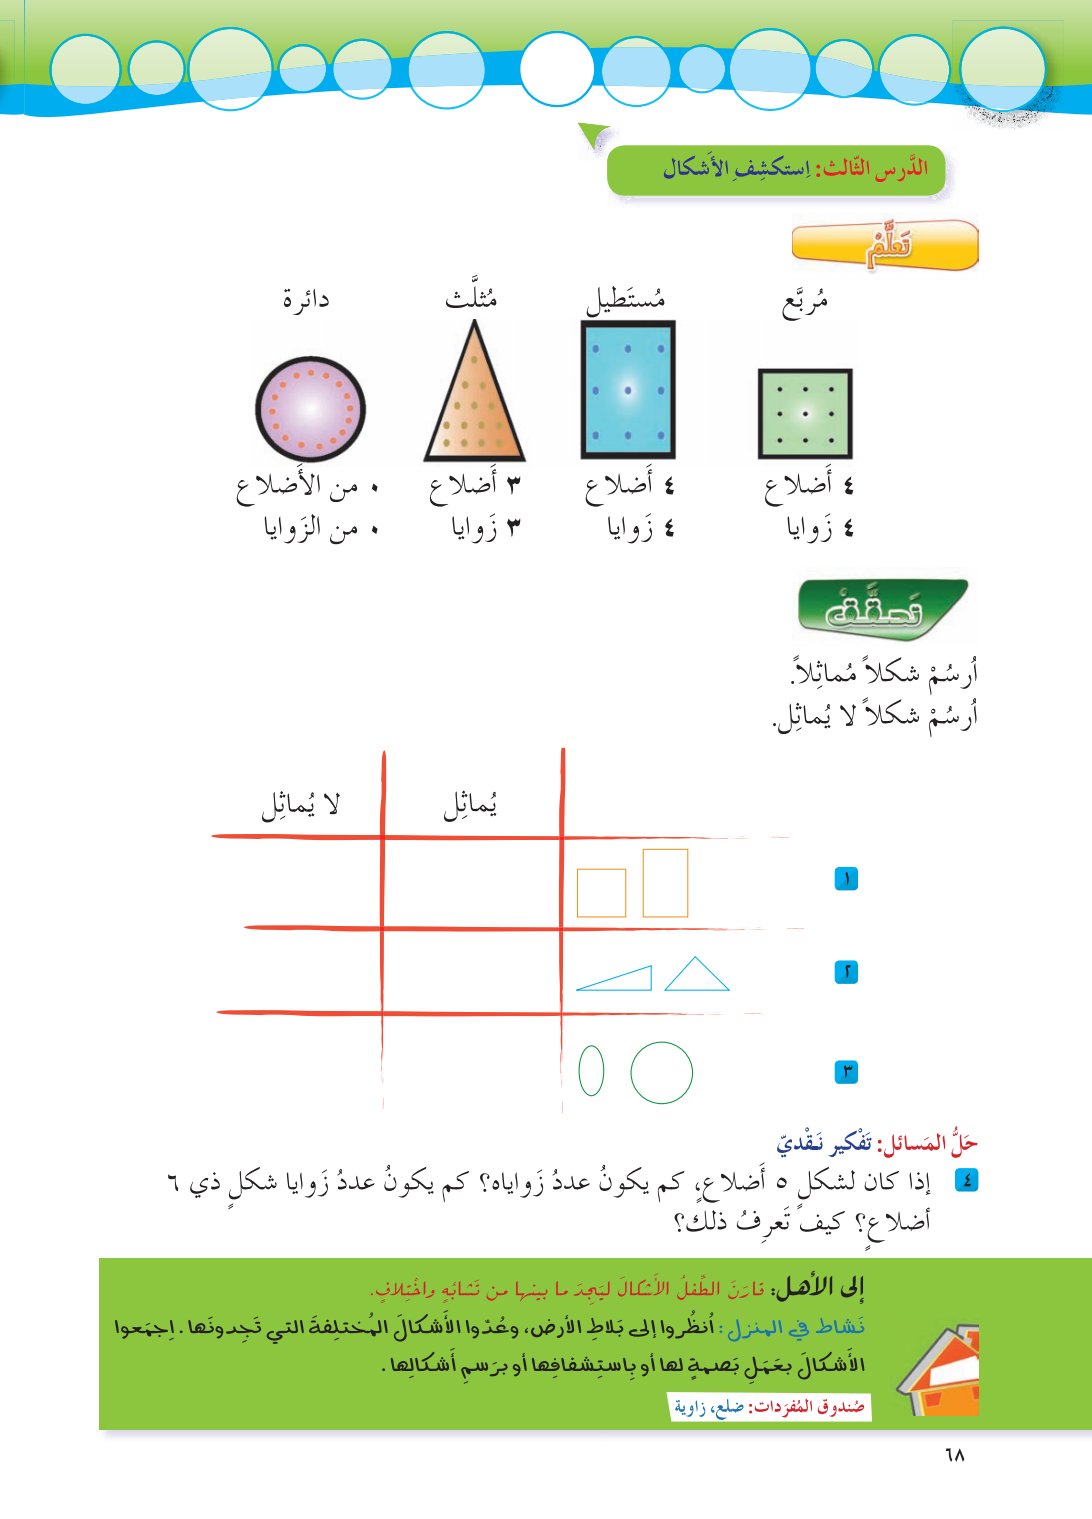 الدَّرس الثّالث: اِستكشِفِ الأَشكال
تَعلَّمْ
مُربَّع
مُستَطيل
مُثلَّث
دائرة
٤ أَضلاع
٤ أَضلاع
٣ أَضلاع
٠ من الأَضلاع
٤ زَوايا
٤ زَوايا
٣ زَوايا
٠ من الزَوايا
تَحقَّقْ
اُرسُمْ شكلاً مُماثِلاً.
اُرسُمْ شكلاً لا يُماثِل.
يُماثِل
لا يُماثِل
١
٢
٣
حَلُّ المَسائل: تَفْكير نَـقْديّ
٤ إذا كان لشكلٍ ٥ أَضلاعٍ، كم يكونُ عددُ زَواياه؟ كم يكونُ عددُ زَوايا شكلٍ ذي ٦
أضلاعٍ؟ كيف تَعرِفُ ذلك؟
إلى الأهل: قارَنَ الطِّفلُ الأَشكالَ ليَجِدَ ما بينها من تَشابُهٍ واخْتِلافٍ.
نَشاط في المنزل: اُنظُروا إلى بَلاطِ الأرض، وعُدّوا الأَشكالَ المُختلِفةَ التي تَجِدونَها. اِجمَعوا
الأَشكالَ بعَمَلِ بَصمةٍ لها أو بِاستِشفافِها أو برَسمِ أَشكالِها.
صُندوق المُفرَدات: ضلع، زاوية
٦٨